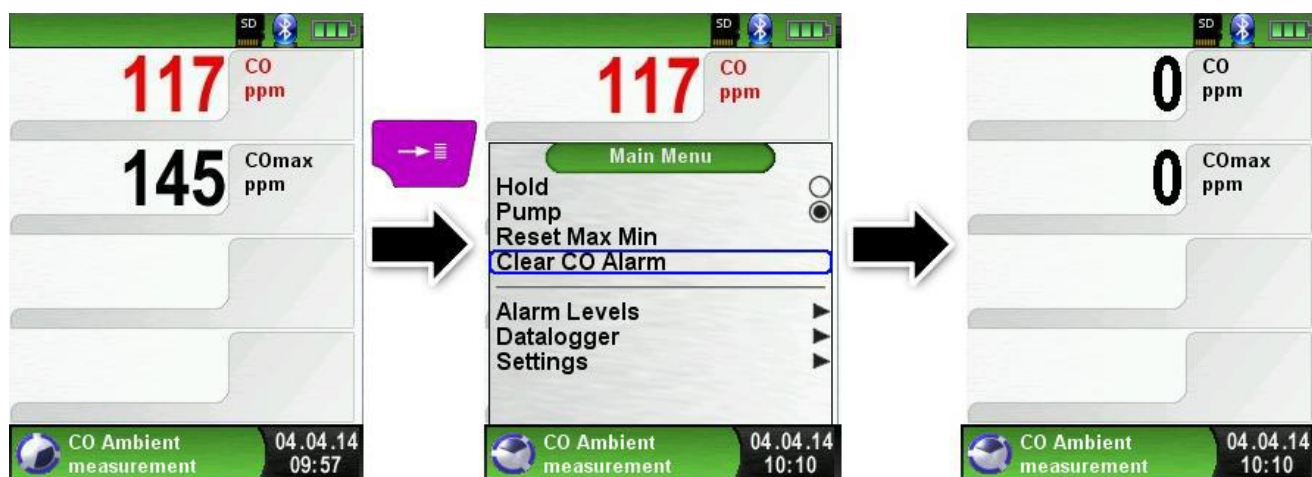 SD
117 CO
ppm
145 COmax
ppm
CO Ambient 04.04.14
measurement 09:57
SD
117 CO
ppm
Main Menu
Hold
Pump
Reset Max Min
Clear CO Alarm
Alarm Levels
Datalogger
Settings
CO Ambient 04.04.14
measurement 10:10
SD
0 CO
ppm
0 COmax
ppm
CO Ambient 04.04.14
measurement 10:10